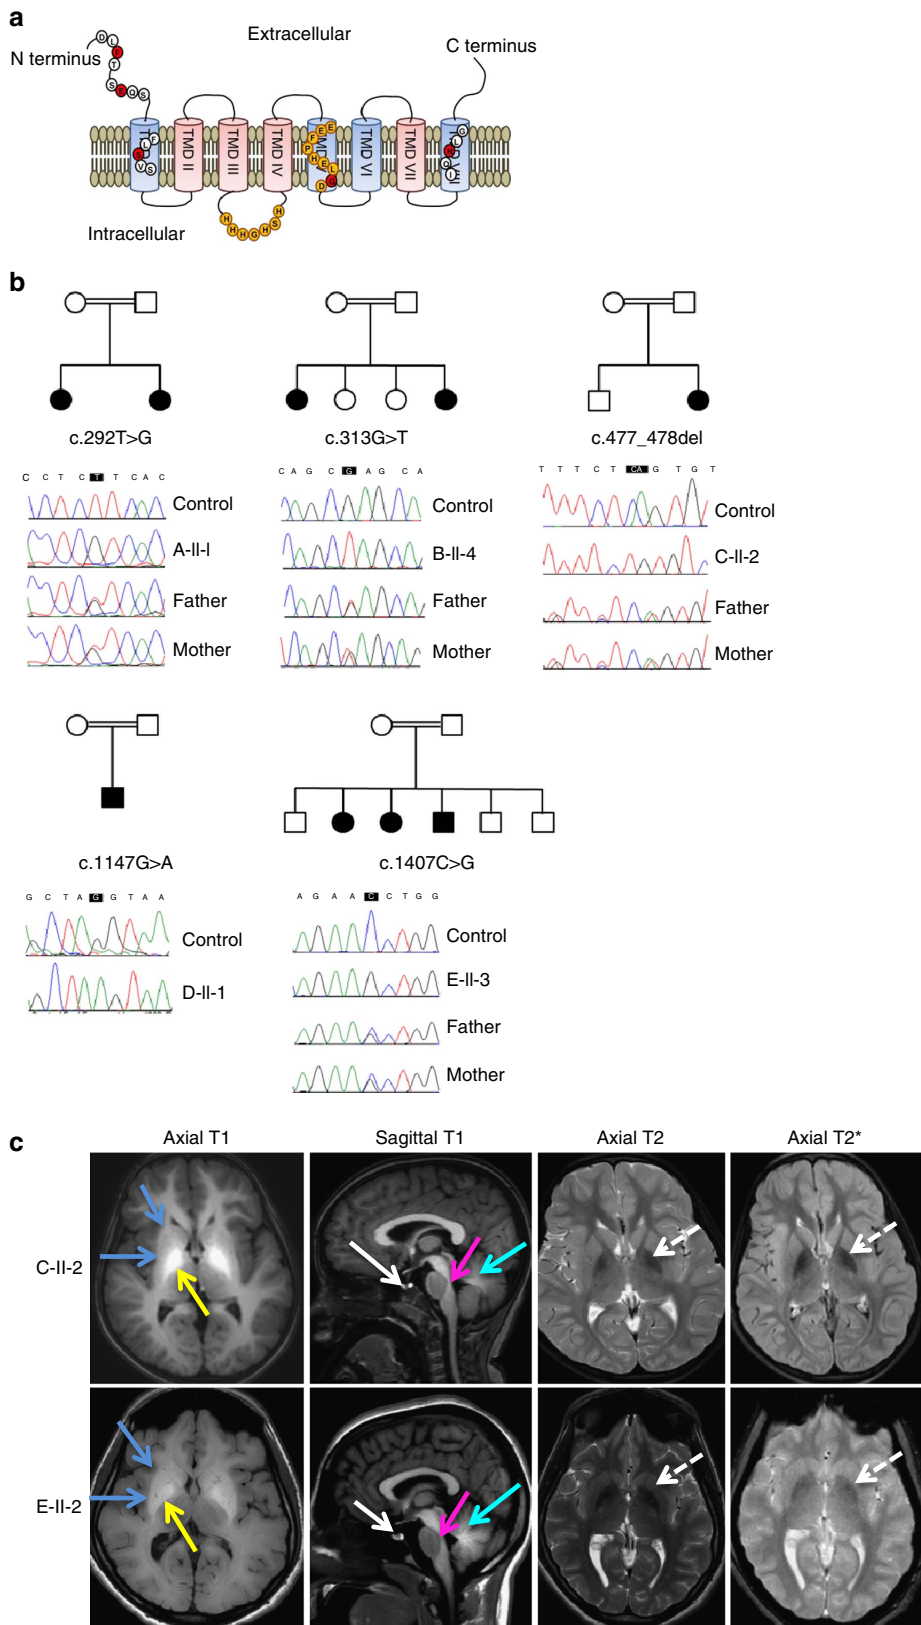 a
Extracellular
C terminus
N terminus
D L F T S E Q S
F L S V S
TMD II
TMD III
TMD V
E E F P H E L G D
TMD VI
TMD VII
G L H Q I
H H H G H S H
Intracellular
b
c.292T>G
c.313G>T
c.477_478del
C C T C T T C A C
C A G C G A G C A
T T T C T CA G T G T
Control
Control
Control
A-II-I
B-II-4
C-II-2
Father
Father
Father
Mother
Mother
Mother
c.1147G>A
c.1407C>G
G C T A G G T A A
A G A A C C T G G
Control
Control
D-II-1
E-II-3
Father
Mother
c
Axial T1
Sagittal T1
Axial T2
Axial T2*
C-II-2
E-II-2